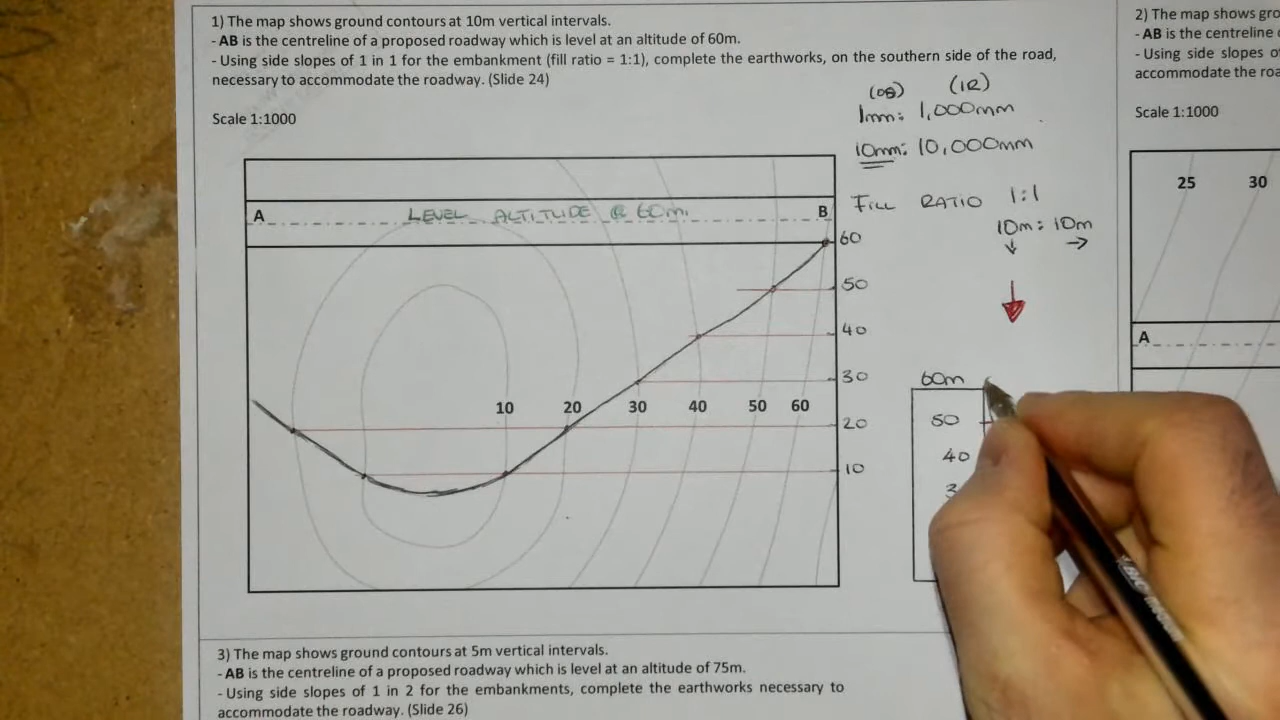 1) The map shows ground contours at 10m vertical intervals.
- AB is the centreline of a proposed roadway which is level at an altitude of 60m.
- Using side slopes of 1 in 1 for the embankment (fill ratio = 1:1), complete the earthworks, on the southern side of the road,
necessary to accommodate the roadway. (Slide 24)
Scale 1:1000
(IR)
1mm: 1,000mm
10mm: 10,000mm
FILL RATIO 1:1
10m: 10m
A LEVEL ALTITUDE @ 60m. B
60
50
40
30
20
10
10 20 30 40 50 60
60m
50
40
3) The map shows ground contours at 5m vertical intervals.
- AB is the centreline of a proposed roadway which is level at an altitude of 75m.
- Using side slopes of 1 in 2 for the embankments, complete the earthworks necessary to
accommodate the roadway. (Slide 26)
2) The map shows gro
- AB is the centreline
- Using side slopes o
accommodate the roa
Scale 1:1000
25 30
A